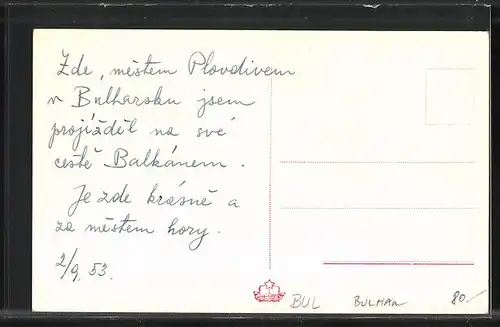 Zde, městem Plovdivem
v Bulharsku jsem
projížděl na své
cestě Balkánem.
Je zde krásně a
za městem hory.
2/9. 53.
BUL
80.-